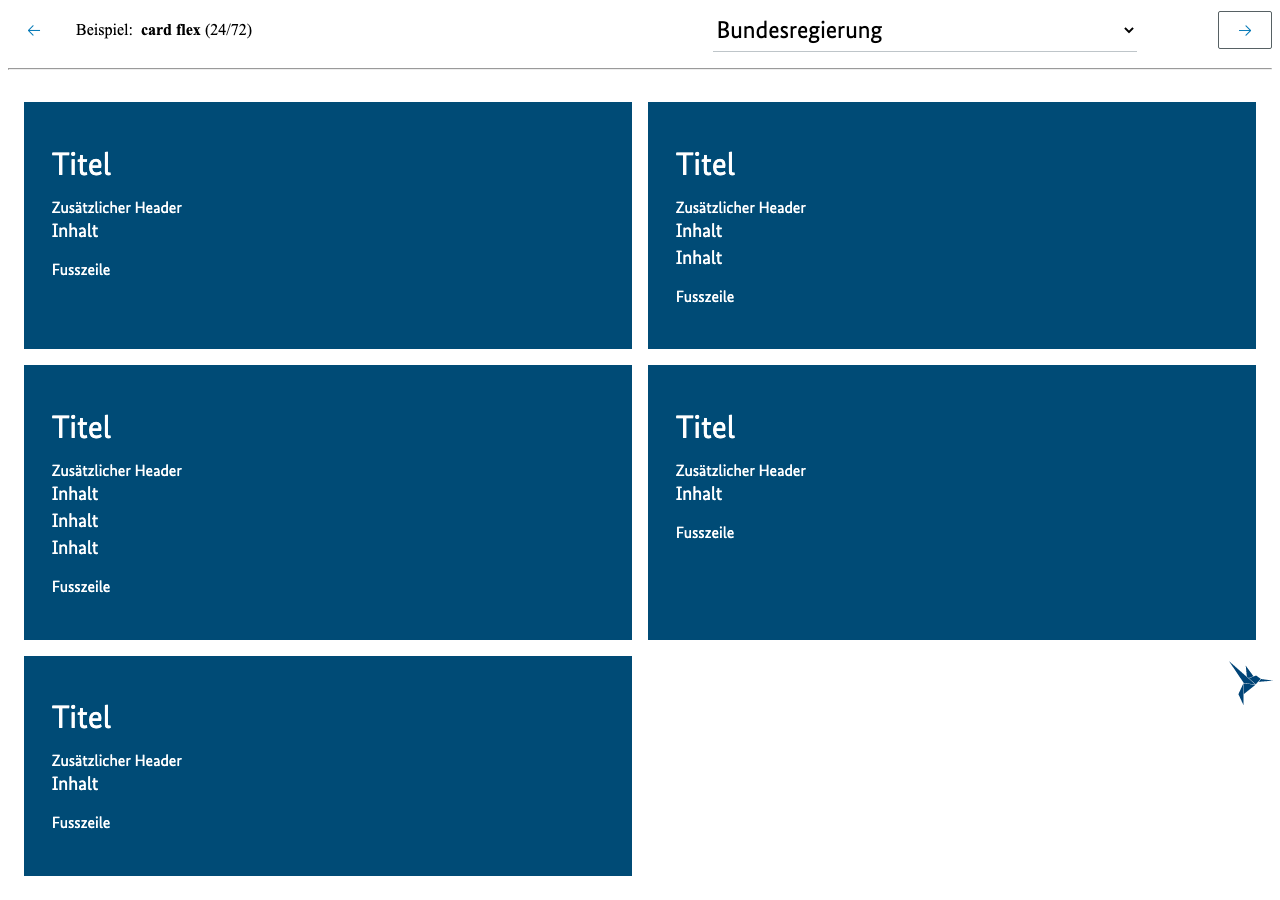 Beispiel: card flex (24/72)
Bundesregierung
Titel
Zusätzlicher Header
Inhalt
Fusszeile
Titel
Zusätzlicher Header
Inhalt
Inhalt
Fusszeile
Titel
Zusätzlicher Header
Inhalt
Inhalt
Inhalt
Fusszeile
Titel
Zusätzlicher Header
Inhalt
Fusszeile
Titel
Zusätzlicher Header
Inhalt
Fusszeile